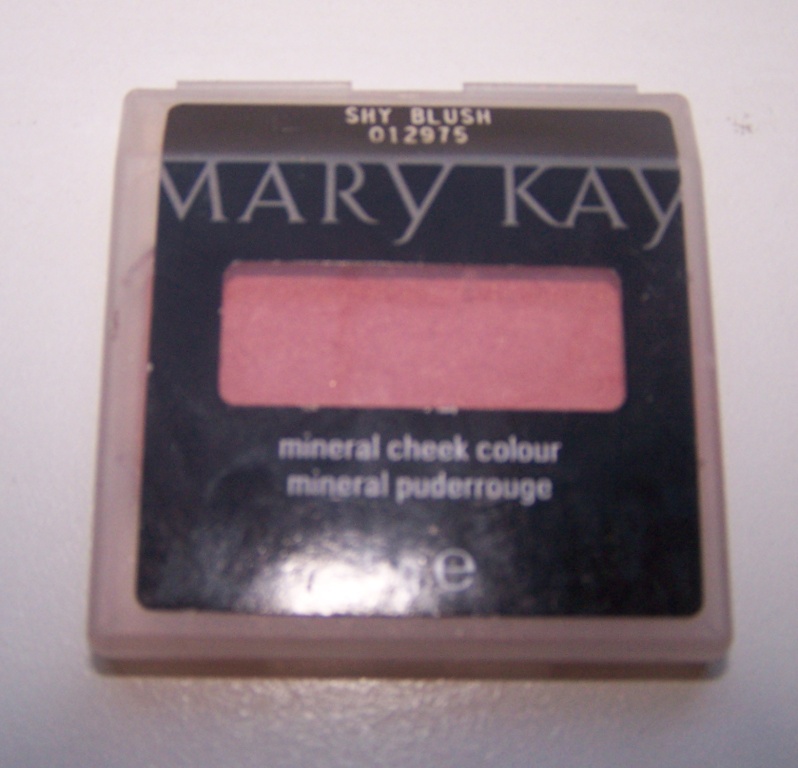 SHY BLUSH
012975
MARY KAY
mineral cheek colour
mineral puderrouge